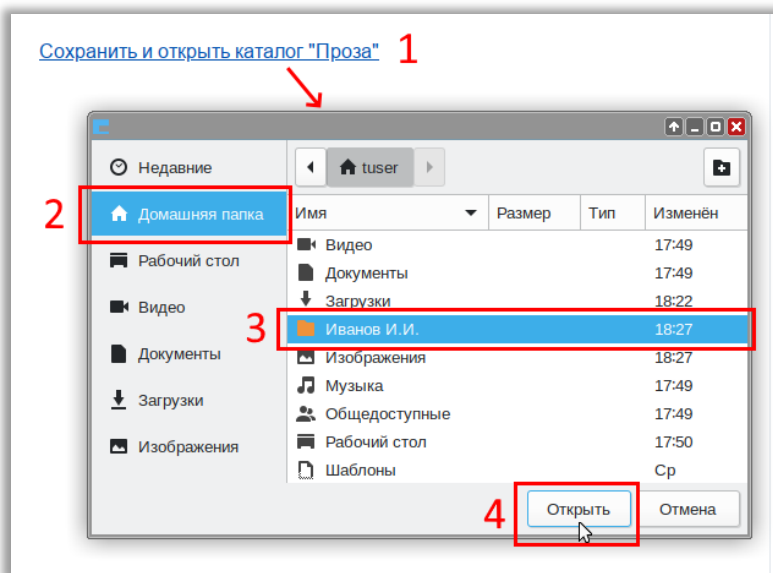 Сохранить и открыть каталог "Проза" 1
Недавние
tuser
2
Домашняя папка
Имя Размер Тип Изменён
Рабочий стол
Видео
Документы
Загрузки
Изображения
Видео 17:49
Документы 17:49
Загрузки 18:22
3
Иванов И.И. 18:27
Изображения 18:27
Музыка 17:49
Общедоступные 17:49
Рабочий стол 17:50
Шаблоны Ср
4
Открыть Отмена